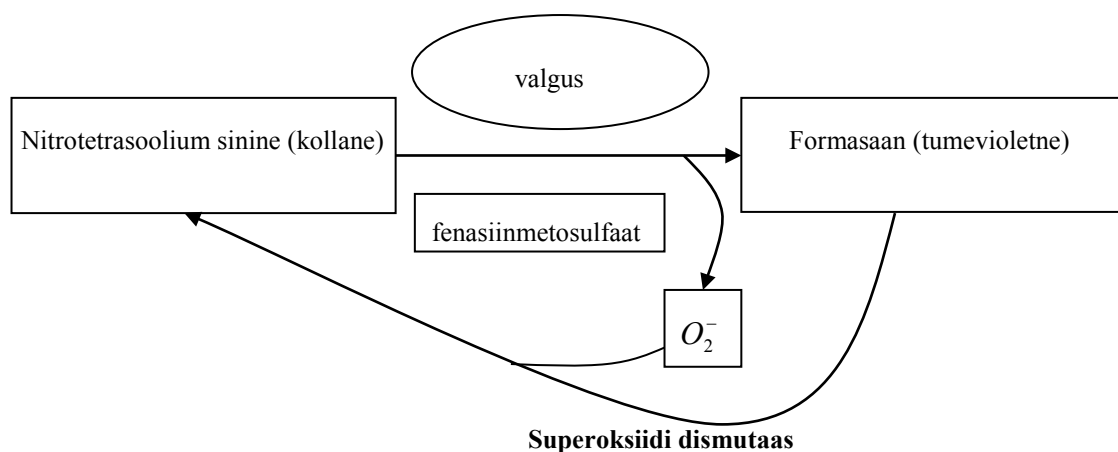 valgus
Nitrotetrasoolium sinine (kollane)
Formasaan (tumevioletne)
fenasiinmetosulfaat
O₂⁻
Superoksiidi dismutaas